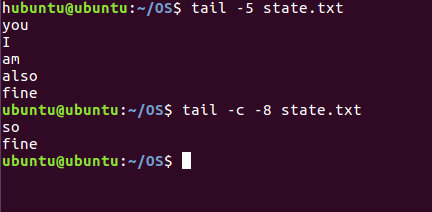 hubuntu@ubuntu:~/OS$ tail -5 state.txt
you
I
am
also
fine
ubuntu@ubuntu:~/OS$ tail -c -8 state.txt
so
fine
ubuntu@ubuntu:~/OS$